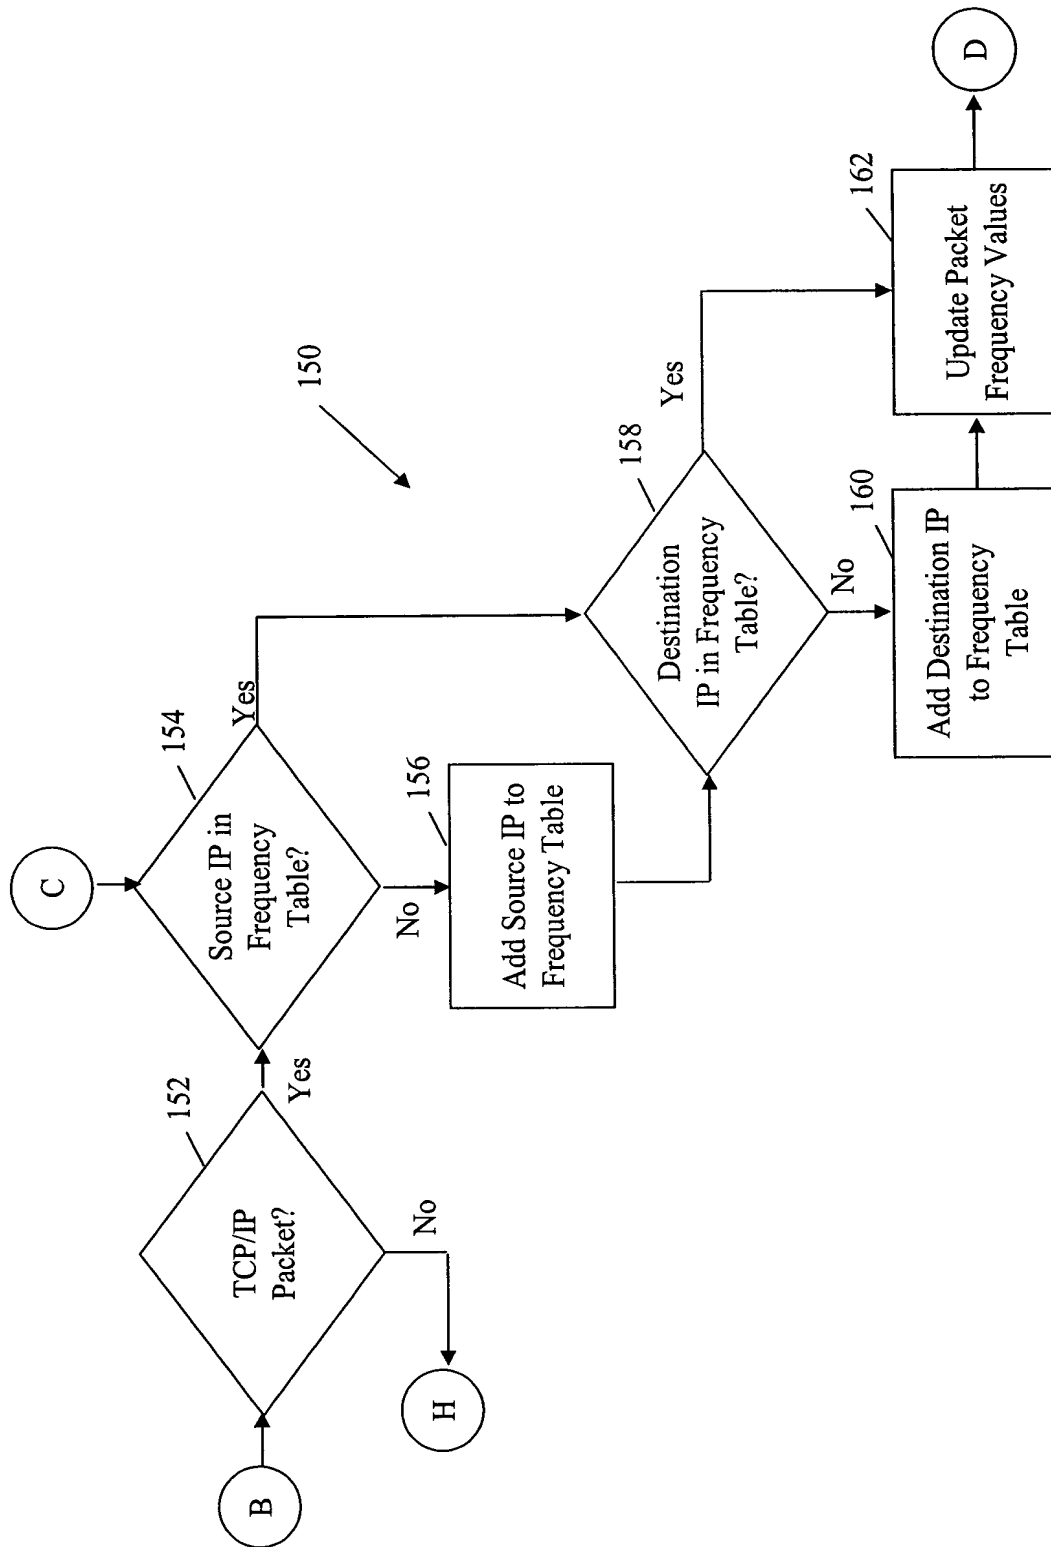 B
TCP/IP
Packet?
152
Yes
No
H
C
Source IP in
Frequency
Table?
154
Yes
No
Add Source IP to
Frequency Table
156
150
Destination
IP in Frequency
Table?
158
Yes
No
Add Destination IP
to Frequency
Table
160
Update Packet
Frequency Values
162
D